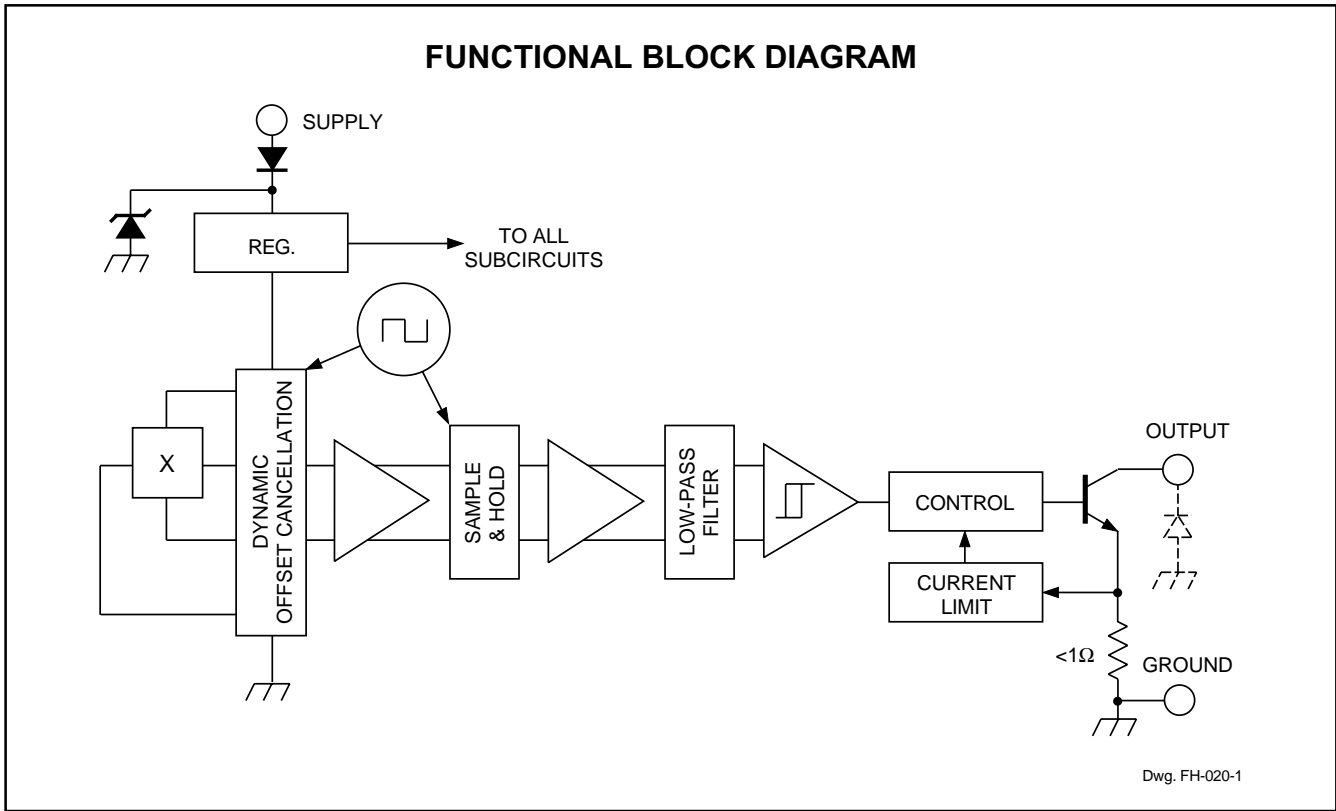 FUNCTIONAL BLOCK DIAGRAM
SUPPLY
REG.
TO ALL
SUBCIRCUITS
X
DYNAMIC
OFFSET CANCELLATION
SAMPLE
& HOLD
LOW-PASS
FILTER
CONTROL
CURRENT
LIMIT
OUTPUT
<1Ω
GROUND
Dwg. FH-020-1